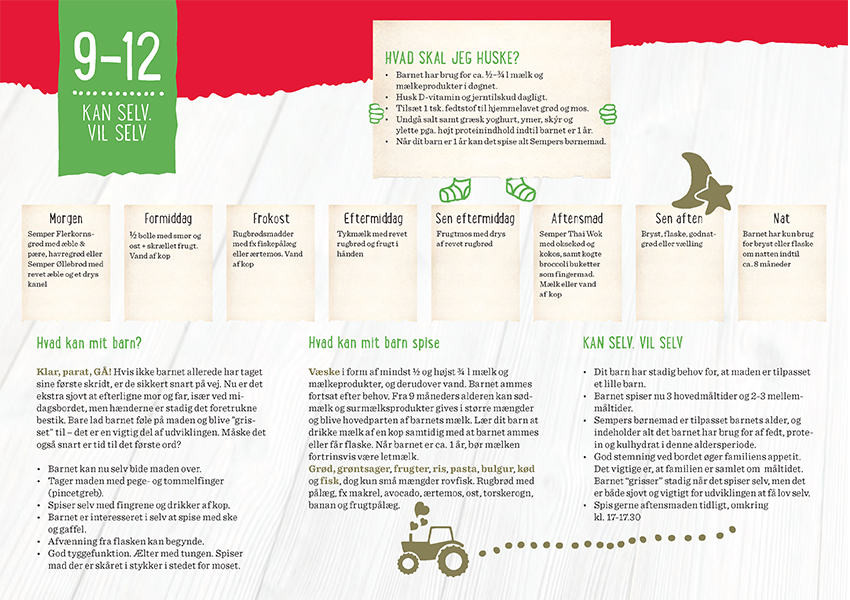 9-12
KAN SELV.
VIL SELV
HVAD SKAL JEG HUSKE?
• Barnet har brug for ca. ½-¾ l mælk og
mælkeprodukter i døgnet.
• Husk D-vitamin og jerntilskud dagligt.
• Tilsæt 1 tsk. fedtstof til hjemmelavet grød og mos.
• Undgå salt samt græsk yoghurt, ymer, skýr og
ylette pga. højt proteinindhold indtil barnet er 1 år.
• Når dit barn er 1 år kan det spise alt Sempers børnemad.
Morgen
Semper Flerkorns-
grød med æble &
pære, havregrød eller
Semper Øllebrød med
revet æble og et drys
kanel
Formiddag
½ bolle med smør og
ost + skrællet frugt.
Vand af kop
Frokost
Rugbrødsmadder
med fx fiskepålæg
eller ærtemos. Vand
af kop
Eftermiddag
Tykmælk med revet
rugbrød og frugt i
hånden
Sen eftermiddag
Frugtmos med drys
af revet rugbrød
Aftensmad
Semper Thai Wok
med oksekød og
kokos, samt kogte
broccoli buketter
som fingermad.
Mælk eller vand
af kop
Sen aften
Bryst, flaske, godnat-
grød eller vælling
Nat
Barnet har kun brug
for bryst eller flaske
om natten indtil
ca. 8 måneder
Hvad kan mit barn?
Klar, parat, GÅ! Hvis ikke barnet allerede har taget
sine første skridt, er de sikkert snart på vej. Nu er det
ekstra sjovt at efterligne mor og far, især ved mi-
dagsbordet, men hænderne er stadig det foretrukne
bestik. Bare lad barnet føle på maden og blive "gris-
set" til – det er en vigtig del af udviklingen. Måske det
også snart er tid til det første ord?
• Barnet kan nu selv bide maden over.
• Tager maden med pege- og tommelfinger
(pincetgreb).
• Spiser selv med fingrene og drikker af kop.
• Barnet er interesseret i selv at spise med ske
og gaffel.
• Afvænning fra flasken kan begynde.
• God tyggefunktion. Ælter med tungen. Spiser
mad der er skåret i stykker i stedet for moset.
Hvad kan mit barn spise
Væske i form af mindst ½ og højst ¾ l mælk og
mælkeprodukter, og derudover vand. Barnet ammes
fortsat efter behov. Fra 9 måneders alderen kan sød-
mælk og surmælksprodukter gives i større mængder
og blive hovedparten af barnets mælk. Lær dit barn at
drikke mælk af en kop samtidig med at barnet ammes
eller får flaske. Når barnet er ca. 1 år, bør mælken
fortrinsvis være letmælk.
Grød, grøntsager, frugter, ris, pasta, bulgur, kød
og fisk, dog kun små mængder rovfisk. Rugbrød med
pålæg, fx makrel, avocado, ærtemos, ost, torskerogn,
banan og frugtpålæg.
KAN SELV. VIL SELV
• Dit barn har stadig behov for, at maden er tilpasset
et lille barn.
• Barnet spiser nu 3 hovedmåltider og 2-3 mellem-
måltider.
• Sempers børnemad er tilpasset barnets alder, og
indeholder alt det barnet har brug for af fedt, prote-
in og kulhydrat i denne aldersperiode.
• God stemning ved bordet øger familiens appetit.
Det vigtige er, at familien er samlet om måltidet.
Barnet "grisser" stadig når det spiser selv, men det
er både sjovt og vigtigt for udviklingen at få lov selv.
• Spis gerne aftensmaden tidligt, omkring
kl. 17-17.30